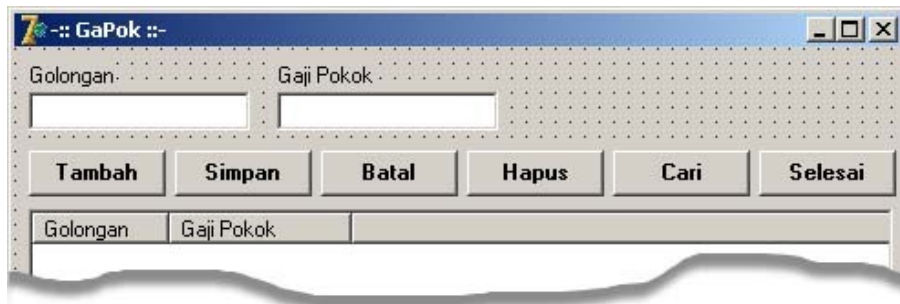 -:: GaPok ::-
Golongan Gaji Pokok
Tambah Simpan Batal Hapus Cari Selesai
Golongan Gaji Pokok